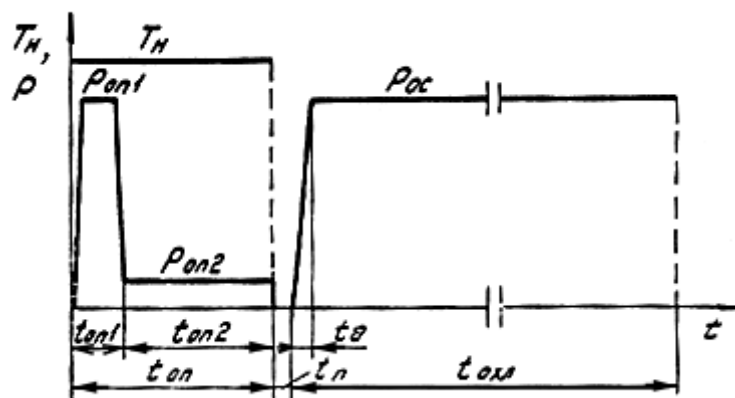 Tн,
P
Tн
Pоп1
Pос
Pоп2
tоп1
tоп2
tв
t
tоп
tп
tохл